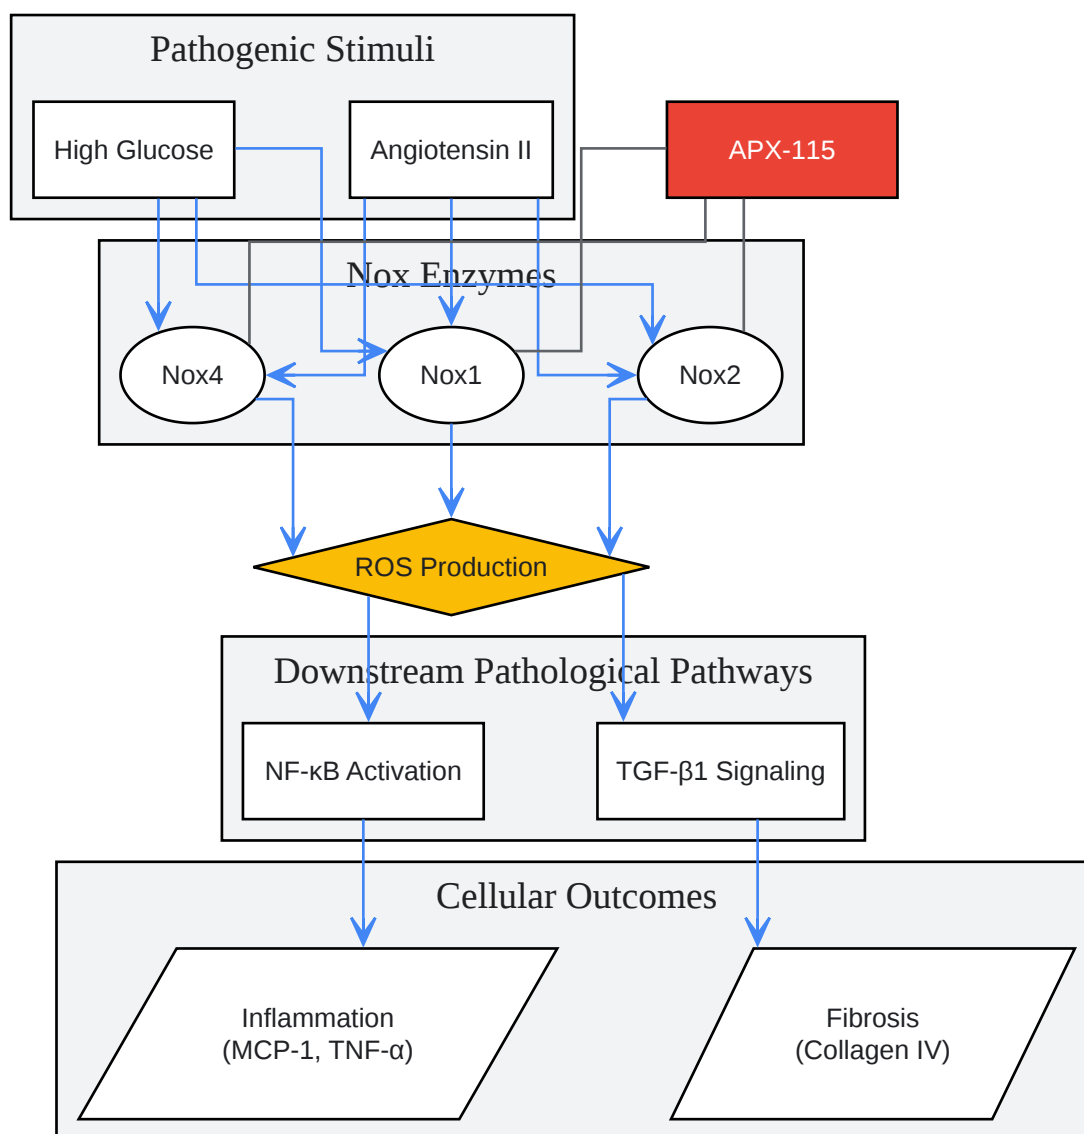 Pathogenic Stimuli
High Glucose
Angiotensin II
APX-115
Nox Enzymes
Nox4
Nox1
Nox2
ROS Production
Downstream Pathological Pathways
NF-κB Activation
TGF-β1 Signaling
Cellular Outcomes
Inflammation
(MCP-1, TNF-α)
Fibrosis
(Collagen IV)